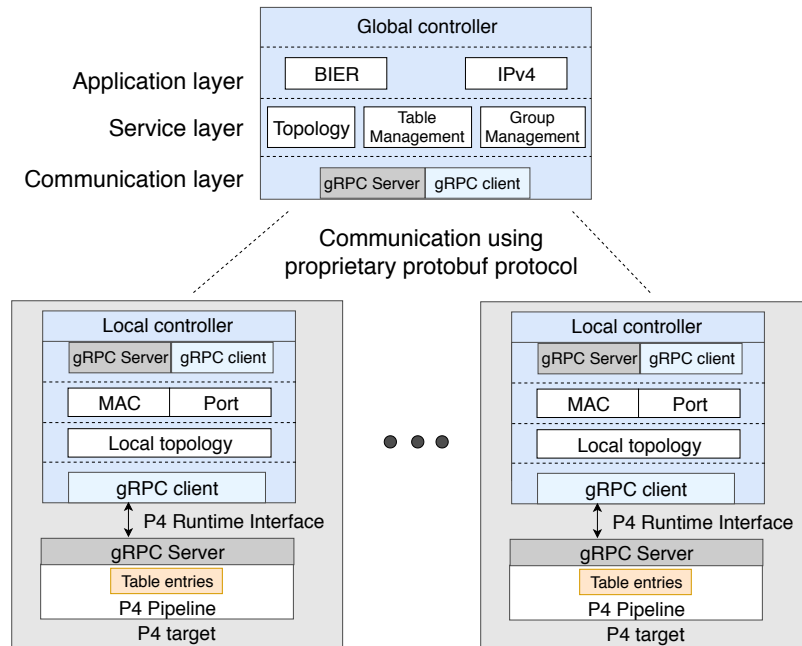 Global controller
Application layer
BIER
IPv4
Service layer
Topology
Table
Management
Group
Management
Communication layer
gRPC Server
gRPC client
Communication using
proprietary protobuf protocol
Local controller
gRPC Server
gRPC client
MAC
Port
Local topology
gRPC client
P4 Runtime Interface
gRPC Server
Table entries
P4 Pipeline
P4 target
Local controller
gRPC Server
gRPC client
MAC
Port
Local topology
gRPC client
P4 Runtime Interface
gRPC Server
Table entries
P4 Pipeline
P4 target